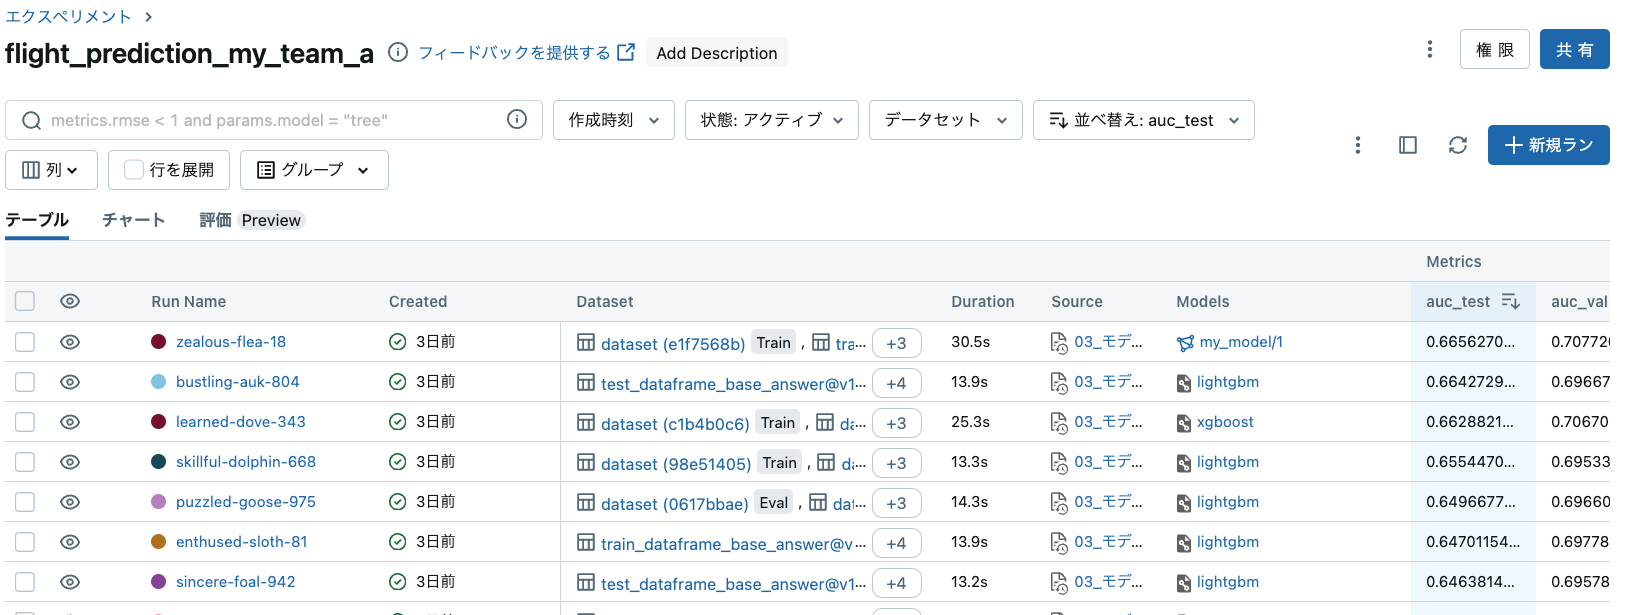 エクスペリメント
flight_prediction_my_team_a フィードバックを提供する Add Description 権限 共有
metrics.rmse < 1 and params.model = "tree" 作成時刻 状態: アクティブ データセット 並べ替え: auc_test 新規ラン
列 行を展開 グループ
テーブル チャート 評価 Preview
Metrics
Run Name Created Dataset Duration Source Models auc_test auc_val
zealous-flea-18 3日前 dataset (e1f7568b) Train , tra... +3 30.5s 03_モデ... my_model/1 0.6656270... 0.70772
bustling-auk-804 3日前 test_dataframe_base_answer@v1... +4 13.9s 03_モデ... lightgbm 0.6642729... 0.69667
learned-dove-343 3日前 dataset (c1b4b0c6) Train , da... +3 25.3s 03_モデ... xgboost 0.6628821... 0.70670
skillful-dolphin-668 3日前 dataset (98e51405) Train , d... +3 13.3s 03_モデ... lightgbm 0.6554470... 0.69533
puzzled-goose-975 3日前 dataset (0617bbae) Eval , dat... +3 14.3s 03_モデ... lightgbm 0.6496677... 0.69660
enthused-sloth-81 3日前 train_dataframe_base_answer@v... +4 13.9s 03_モデ... lightgbm 0.64701154... 0.69778
sincere-foal-942 3日前 test_dataframe_base_answer@v1... +4 13.2s 03_モデ... lightgbm 0.6463814... 0.69578